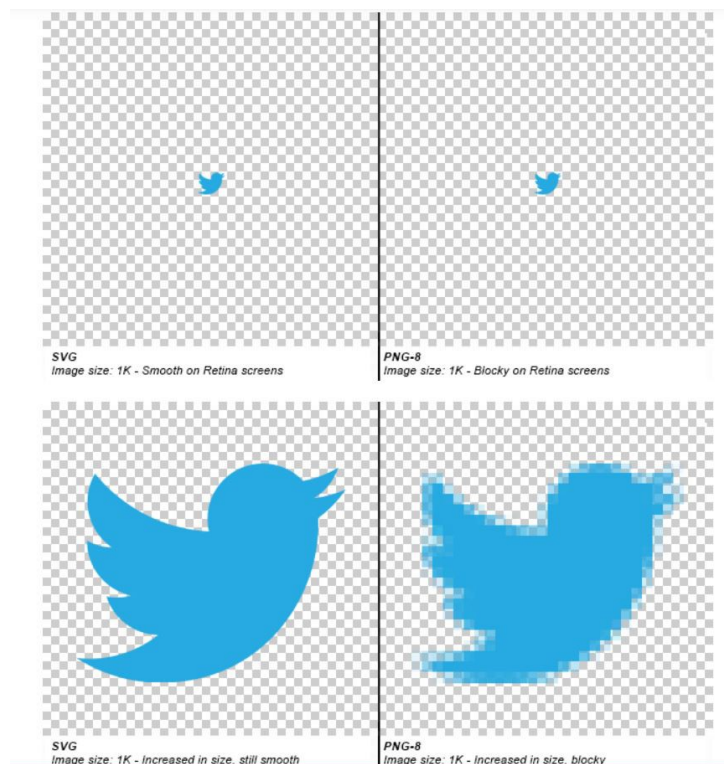 SVG
Image size: 1K - Smooth on Retina screens
PNG-8
Image size: 1K - Blocky on Retina screens
SVG
Image size: 1K - Increased in size, still smooth
PNG-8
Image size: 1K - Increased in size, blocky